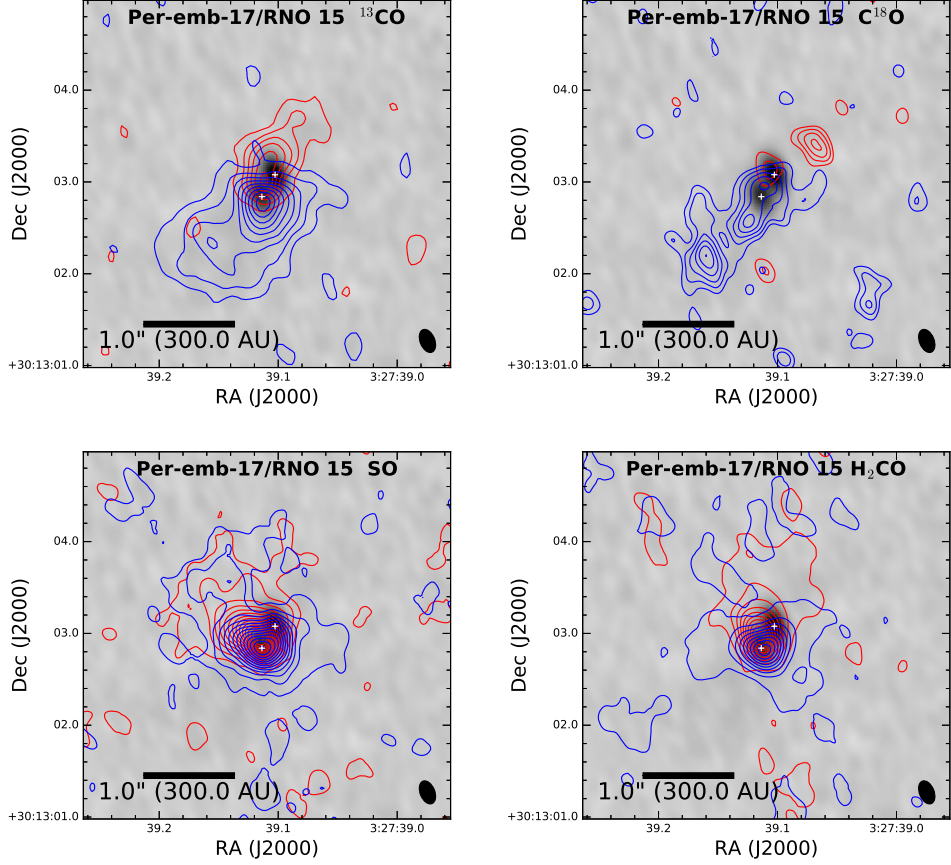 Per-emb-17/RNO 15 ¹³CO
Dec (J2000)
04.0
03.0
02.0
+30:13:01.0
1.0" (300.0 AU)
39.2
39.1
3:27:39.0
RA (J2000)
Per-emb-17/RNO 15 C¹⁸O
Dec (J2000)
04.0
03.0
02.0
+30:13:01.0
1.0" (300.0 AU)
39.2
39.1
3:27:39.0
RA (J2000)
Per-emb-17/RNO 15 SO
Dec (J2000)
04.0
03.0
02.0
+30:13:01.0
1.0" (300.0 AU)
39.2
39.1
3:27:39.0
RA (J2000)
Per-emb-17/RNO 15 H₂CO
Dec (J2000)
04.0
03.0
02.0
+30:13:01.0
1.0" (300.0 AU)
39.2
39.1
3:27:39.0
RA (J2000)